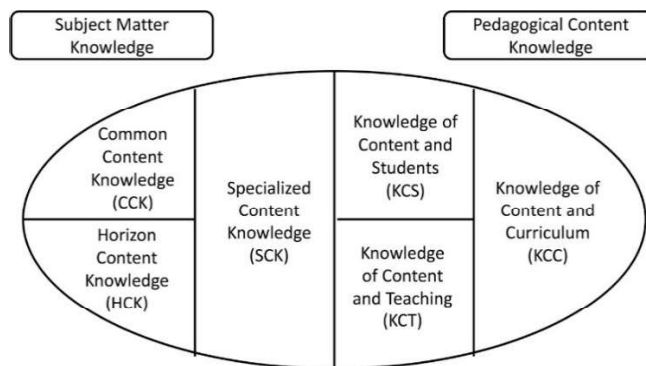 Subject Matter
Knowledge
Pedagogical Content
Knowledge
Common
Content
Knowledge
(CCK)
Horizon
Content
Knowledge
(HCK)
Specialized
Content
Knowledge
(SCK)
Knowledge of
Content and
Students
(KCS)
Knowledge
of Content
and Teaching
(KCT)
Knowledge of
Content and
Curriculum
(KCC)